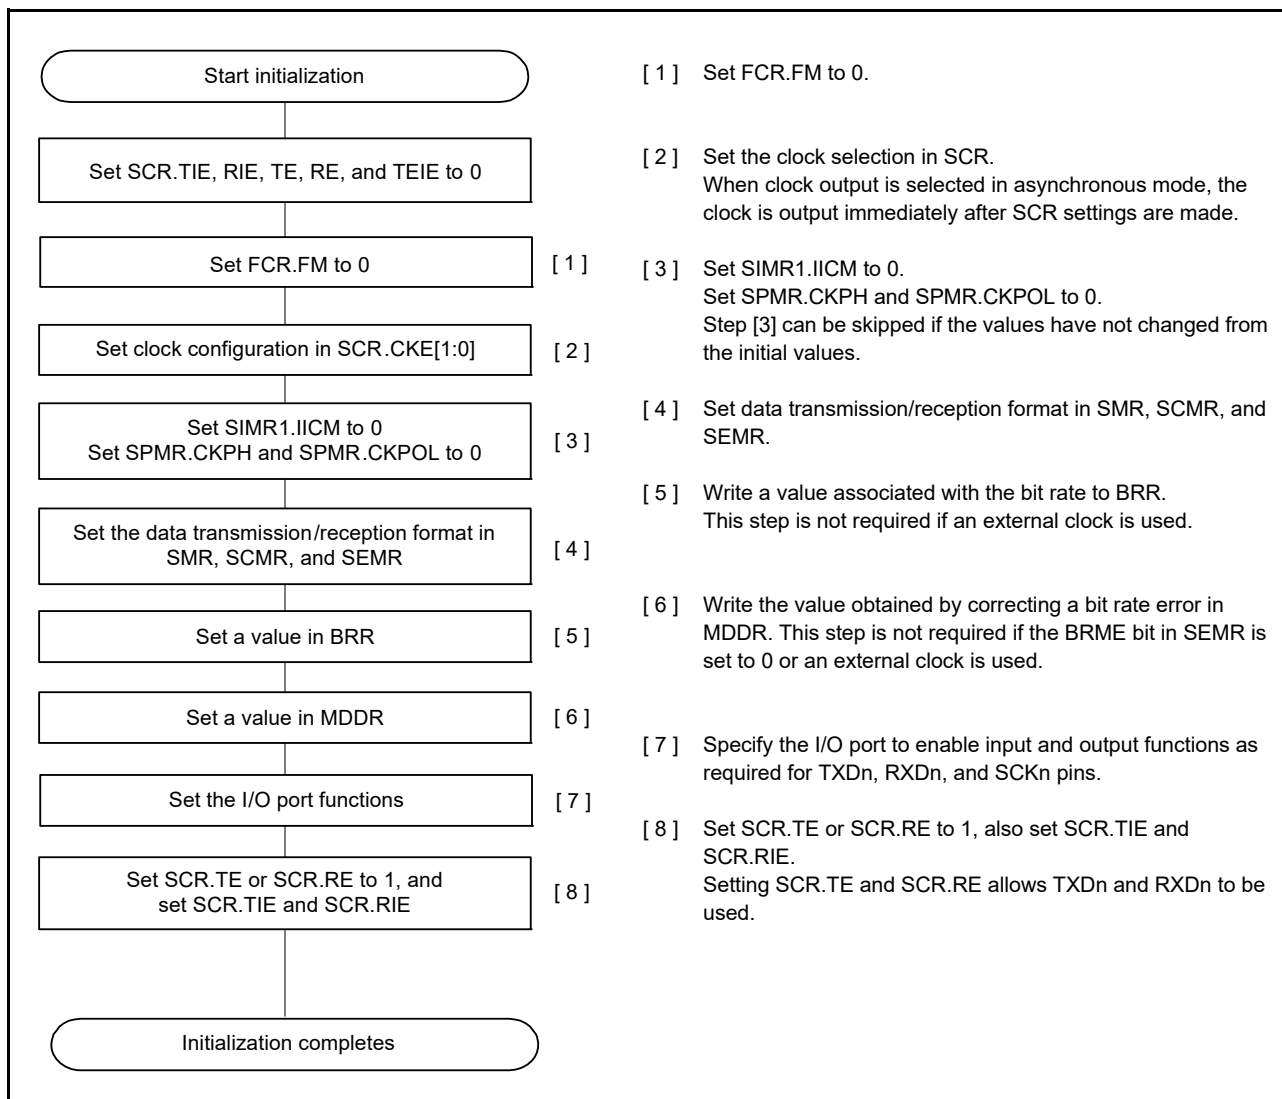 Start initialization
Set SCR.TIE, RIE, TE, RE, and TEIE to 0
Set FCR.FM to 0
[ 1 ]
Set clock configuration in SCR.CKE[1:0]
[ 2 ]
Set SIMR1.IICM to 0
Set SPMR.CKPH and SPMR.CKPOL to 0
[ 3 ]
Set the data transmission/reception format in
SMR, SCMR, and SEMR
[ 4 ]
Set a value in BRR
[ 5 ]
Set a value in MDDR
[ 6 ]
Set the I/O port functions
[ 7 ]
Set SCR.TE or SCR.RE to 1, and
set SCR.TIE and SCR.RIE
[ 8 ]
Initialization completes
[ 1 ] Set FCR.FM to 0.
[ 2 ] Set the clock selection in SCR.
When clock output is selected in asynchronous mode, the
clock is output immediately after SCR settings are made.
[ 3 ] Set SIMR1.IICM to 0.
Set SPMR.CKPH and SPMR.CKPOL to 0.
Step [3] can be skipped if the values have not changed from
the initial values.
[ 4 ] Set data transmission/reception format in SMR, SCMR, and
SEMR.
[ 5 ] Write a value associated with the bit rate to BRR.
This step is not required if an external clock is used.
[ 6 ] Write the value obtained by correcting a bit rate error in
MDDR. This step is not required if the BRME bit in SEMR is
set to 0 or an external clock is used.
[ 7 ] Specify the I/O port to enable input and output functions as
required for TXDn, RXDn, and SCKn pins.
[ 8 ] Set SCR.TE or SCR.RE to 1, also set SCR.TIE and
SCR.RIE.
Setting SCR.TE and SCR.RE allows TXDn and RXDn to be
used.